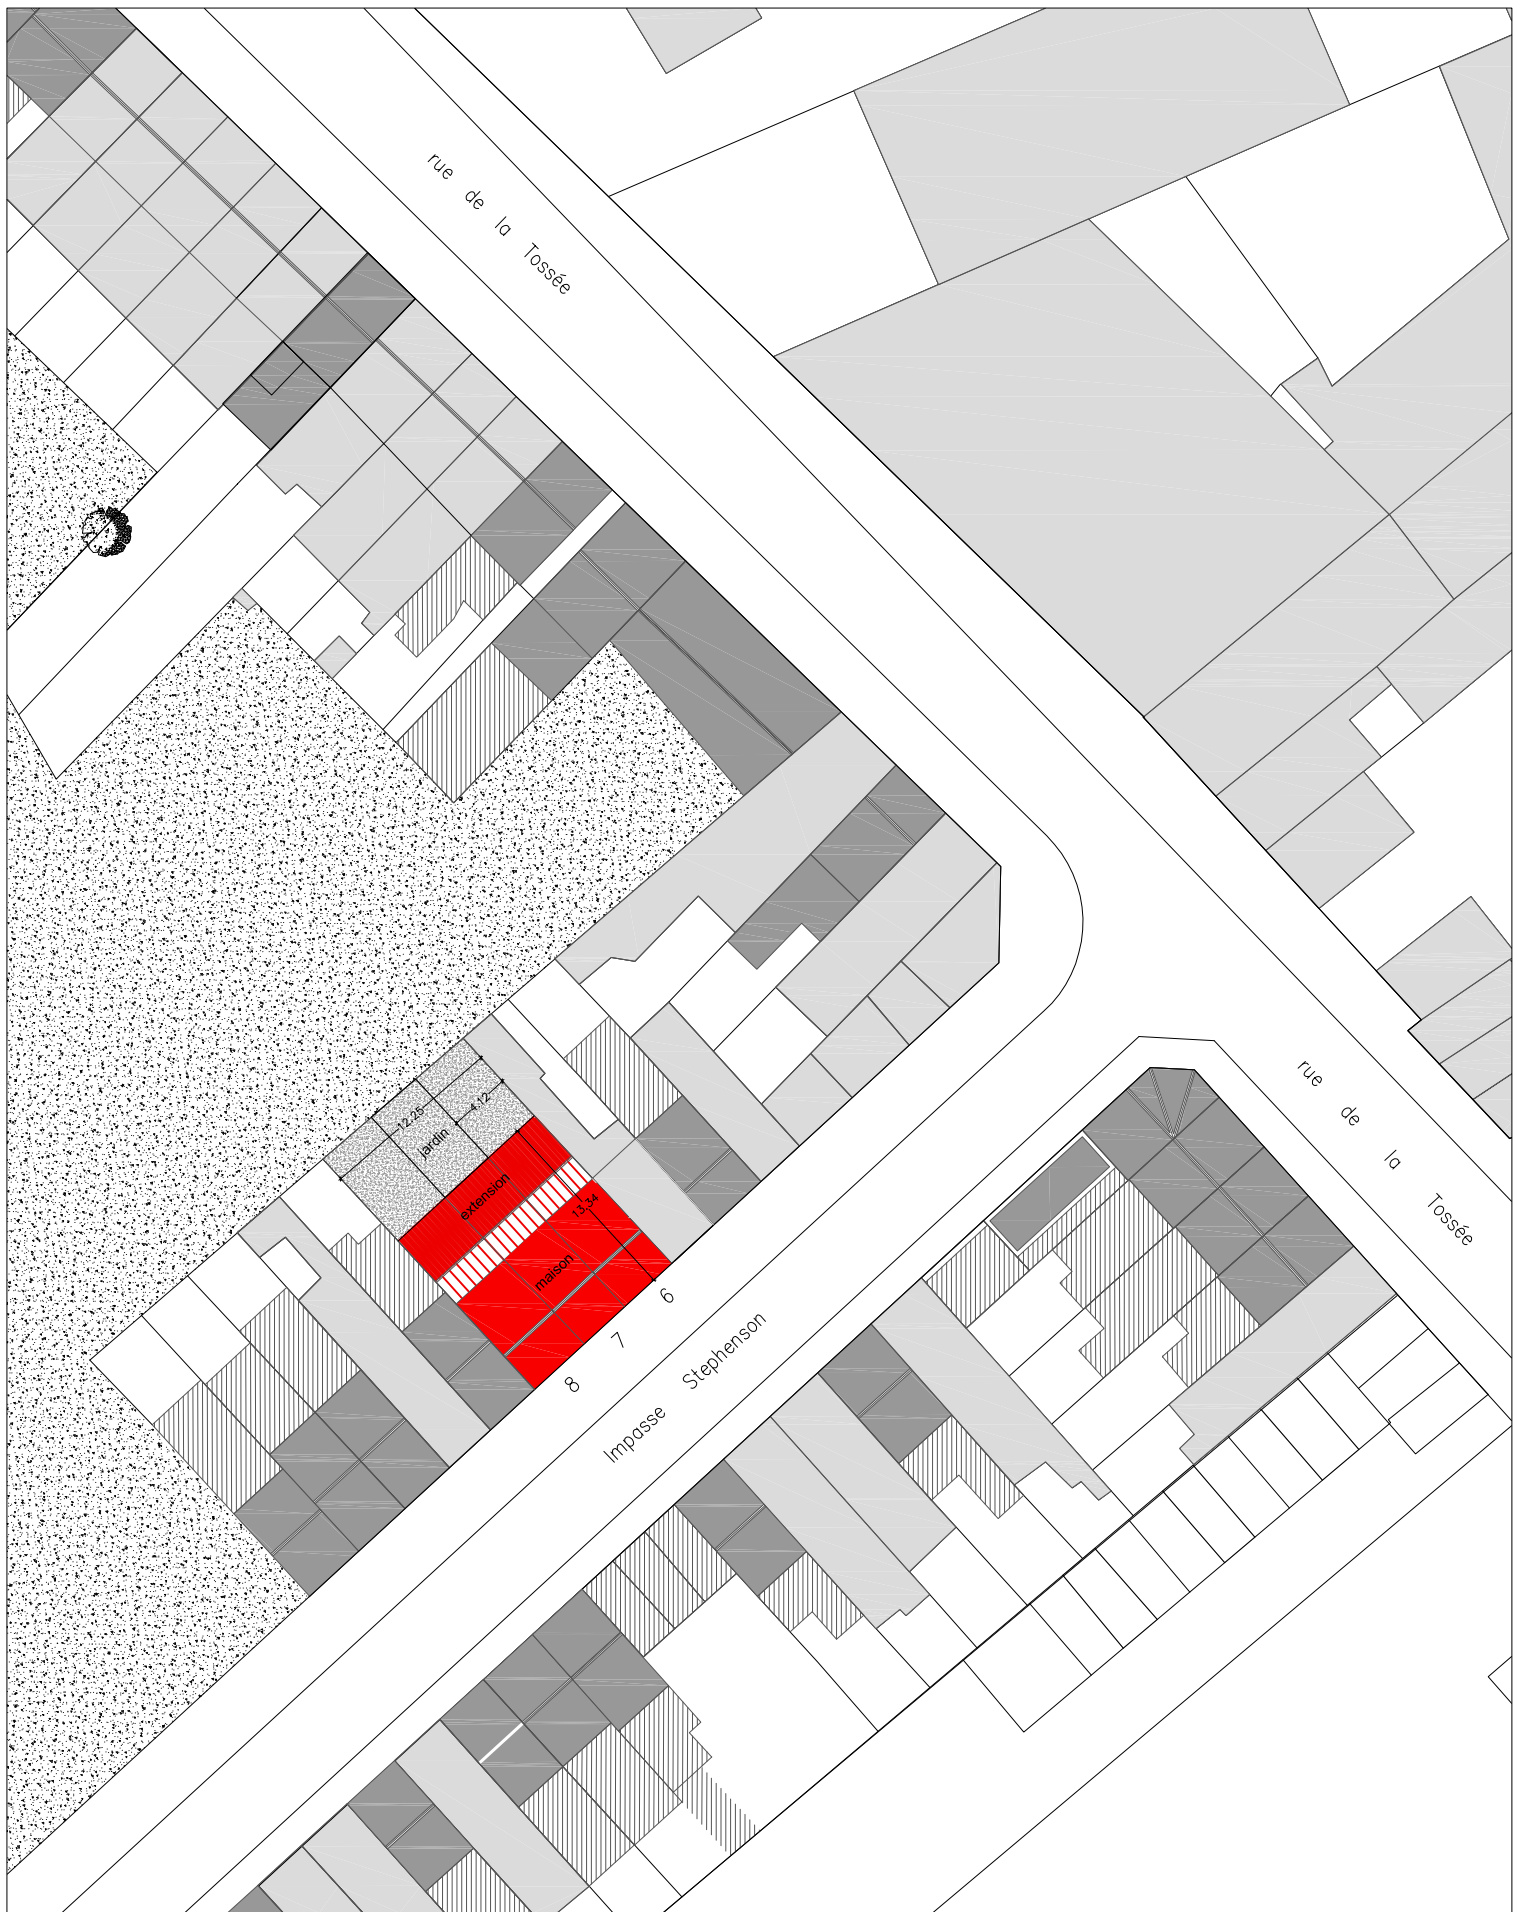 rue de la Tossée
12.25
4.12
jardin
extension
13.34
maison
6
7
8
Impasse Stephenson
rue de la Tossée